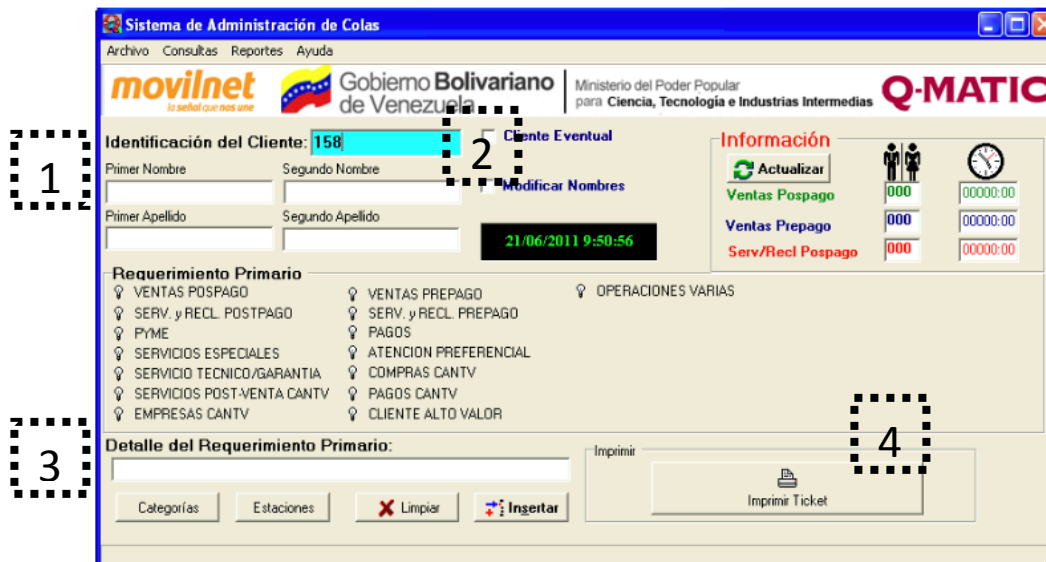 Sistema de Administración de Colas
Archivo Consultas Reportes Ayuda
movilnet
la señal que nos une
Gobierno Bolivariano
de Venezuela
Ministerio del Poder Popular
para Ciencia, Tecnología e Industrias Intermedias
Q-MATIC
1
Identificación del Cliente: 158
2
Cliente Eventual
Primer Nombre Segundo Nombre
Modificar Nombres
Primer Apellido Segundo Apellido
21/06/2011 9:50:56
Información
Actualizar
Ventas Pospago 000 00000:00
Ventas Prepago 000 00000:00
Serv/Recl Pospago 000 00000:00
Requerimiento Primario
VENTAS POSPAGO VENTAS PREPAGO OPERACIONES VARIAS
SERV. y RECL. POSTPAGO SERV. y RECL. PREPAGO
PYME PAGOS
SERVICIOS ESPECIALES ATENCION PREFERENCIAL
SERVICIO TECNICO/GARANTIA COMPRAS CANTV
SERVICIOS POST-VENTA CANTV PAGOS CANTV
EMPRESAS CANTV CLIENTE ALTO VALOR
3
Detalle del Requerimiento Primario:
Categorías Estaciones Limpiar Insertar
4
Imprimir
Imprimir Ticket